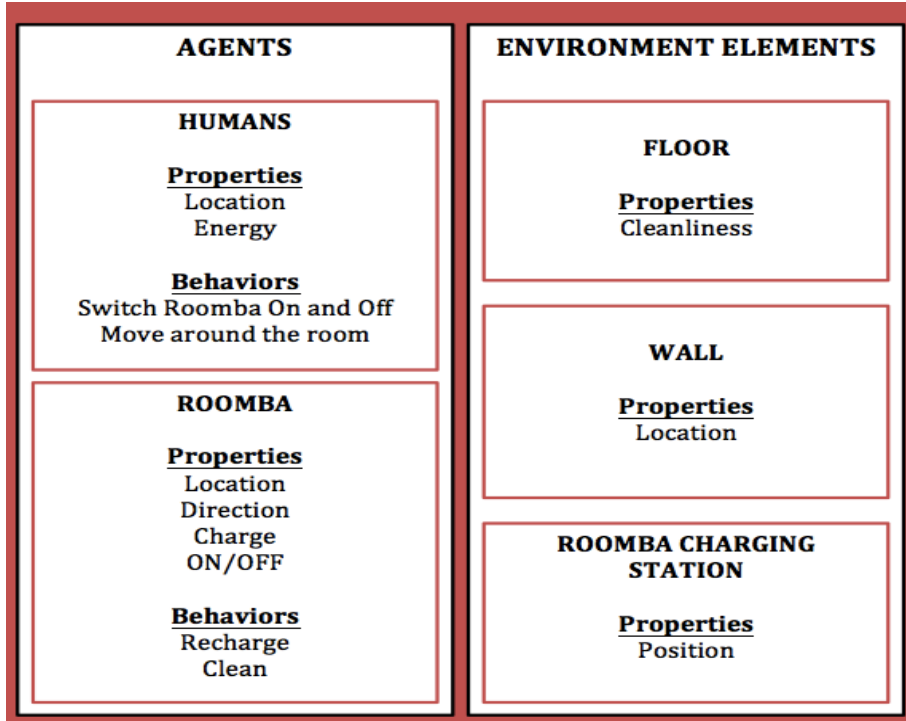 AGENTS
HUMANS
Properties
Location
Energy
Behaviors
Switch Roomba On and Off
Move around the room
ROOMBA
Properties
Location
Direction
Charge
ON/OFF
Behaviors
Recharge
Clean
ENVIRONMENT ELEMENTS
FLOOR
Properties
Cleanliness
WALL
Properties
Location
ROOMBA CHARGING
STATION
Properties
Position